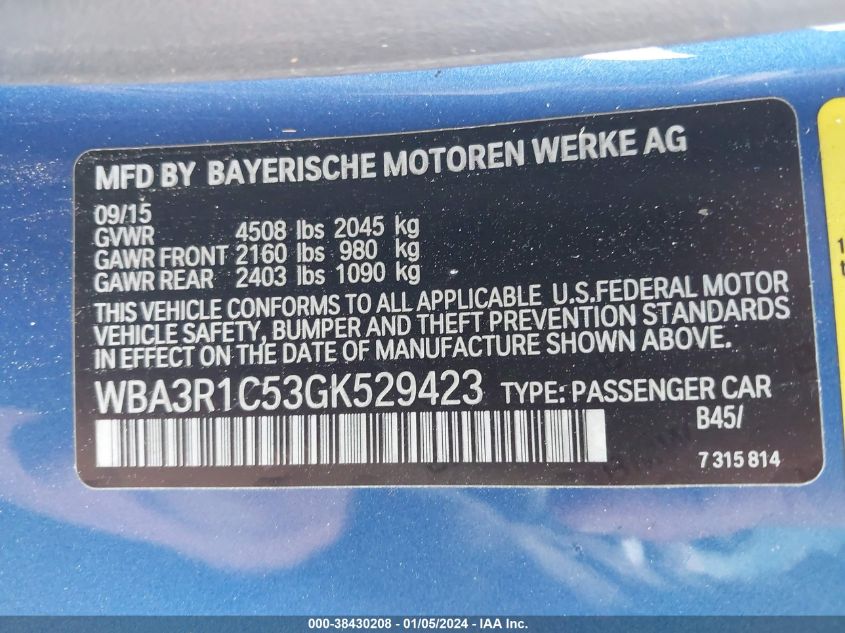 MFD BY BAYERISCHE MOTOREN WERKE AG
09/15
GVWR 4508 lbs 2045 kg
GAWR FRONT 2160 lbs 980 kg
GAWR REAR 2403 lbs 1090 kg
THIS VEHICLE CONFORMS TO ALL APPLICABLE U.S.FEDERAL MOTOR
VEHICLE SAFETY, BUMPER AND THEFT PREVENTION STANDARDS
IN EFFECT ON THE DATE OF MANUFACTURE SHOWN ABOVE.
WBA3R1C53GK529423 TYPE: PASSENGER CAR
B45/
7 315 814
000-38430208 - 01/05/2024 - IAA Inc.